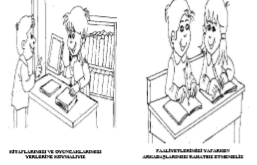 KİTAPLARIMIZI VE OYUNCAKLARIMIZI
YERLERİNE KOYMALIYIZ
FAALİYETLERİMİZİ YAPARKEN
ARKADAŞLARIMIZI RAHATSIZ ETMEMELİYİZ